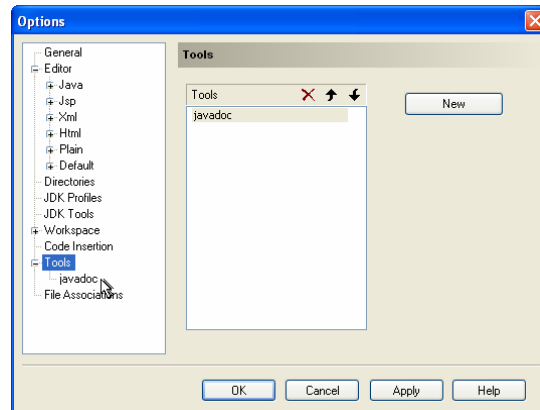 Options
General
Editor
Java
Jsp
Xml
Html
Plain
Default
Directories
JDK Profiles
JDK Tools
Workspace
Code Insertion
Tools
javadoc
File Associations
Tools
Tools
javadoc
New
OK
Cancel
Apply
Help